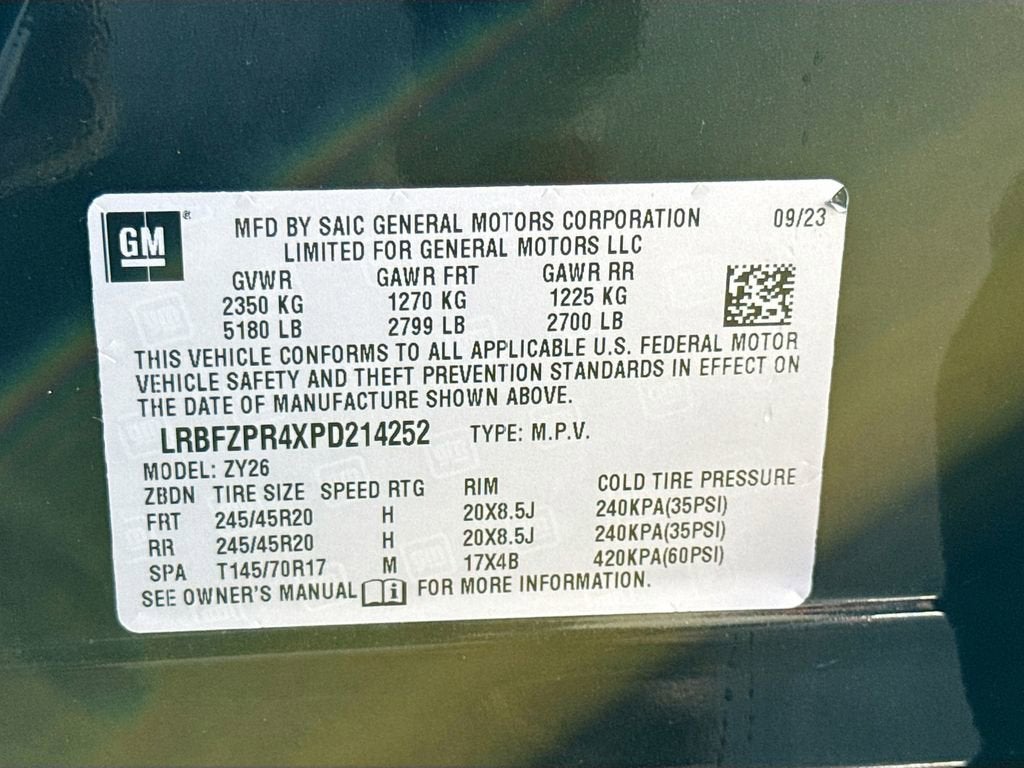 GM ®
MFD BY SAIC GENERAL MOTORS CORPORATION 09/23
LIMITED FOR GENERAL MOTORS LLC
GVWR GAWR FRT GAWR RR
2350 KG 1270 KG 1225 KG
5180 LB 2799 LB 2700 LB
THIS VEHICLE CONFORMS TO ALL APPLICABLE U.S. FEDERAL MOTOR
VEHICLE SAFETY AND THEFT PREVENTION STANDARDS IN EFFECT ON
THE DATE OF MANUFACTURE SHOWN ABOVE.
LRBFZPR4XPD214252 TYPE: M.P.V.
MODEL: ZY26
ZBDN TIRE SIZE SPEED RTG RIM COLD TIRE PRESSURE
FRT 245/45R20 H 20X8.5J 240KPA(35PSI)
RR 245/45R20 H 20X8.5J 240KPA(35PSI)
SPA T145/70R17 M 17X4B 420KPA(60PSI)
SEE OWNER'S MANUAL i FOR MORE INFORMATION.